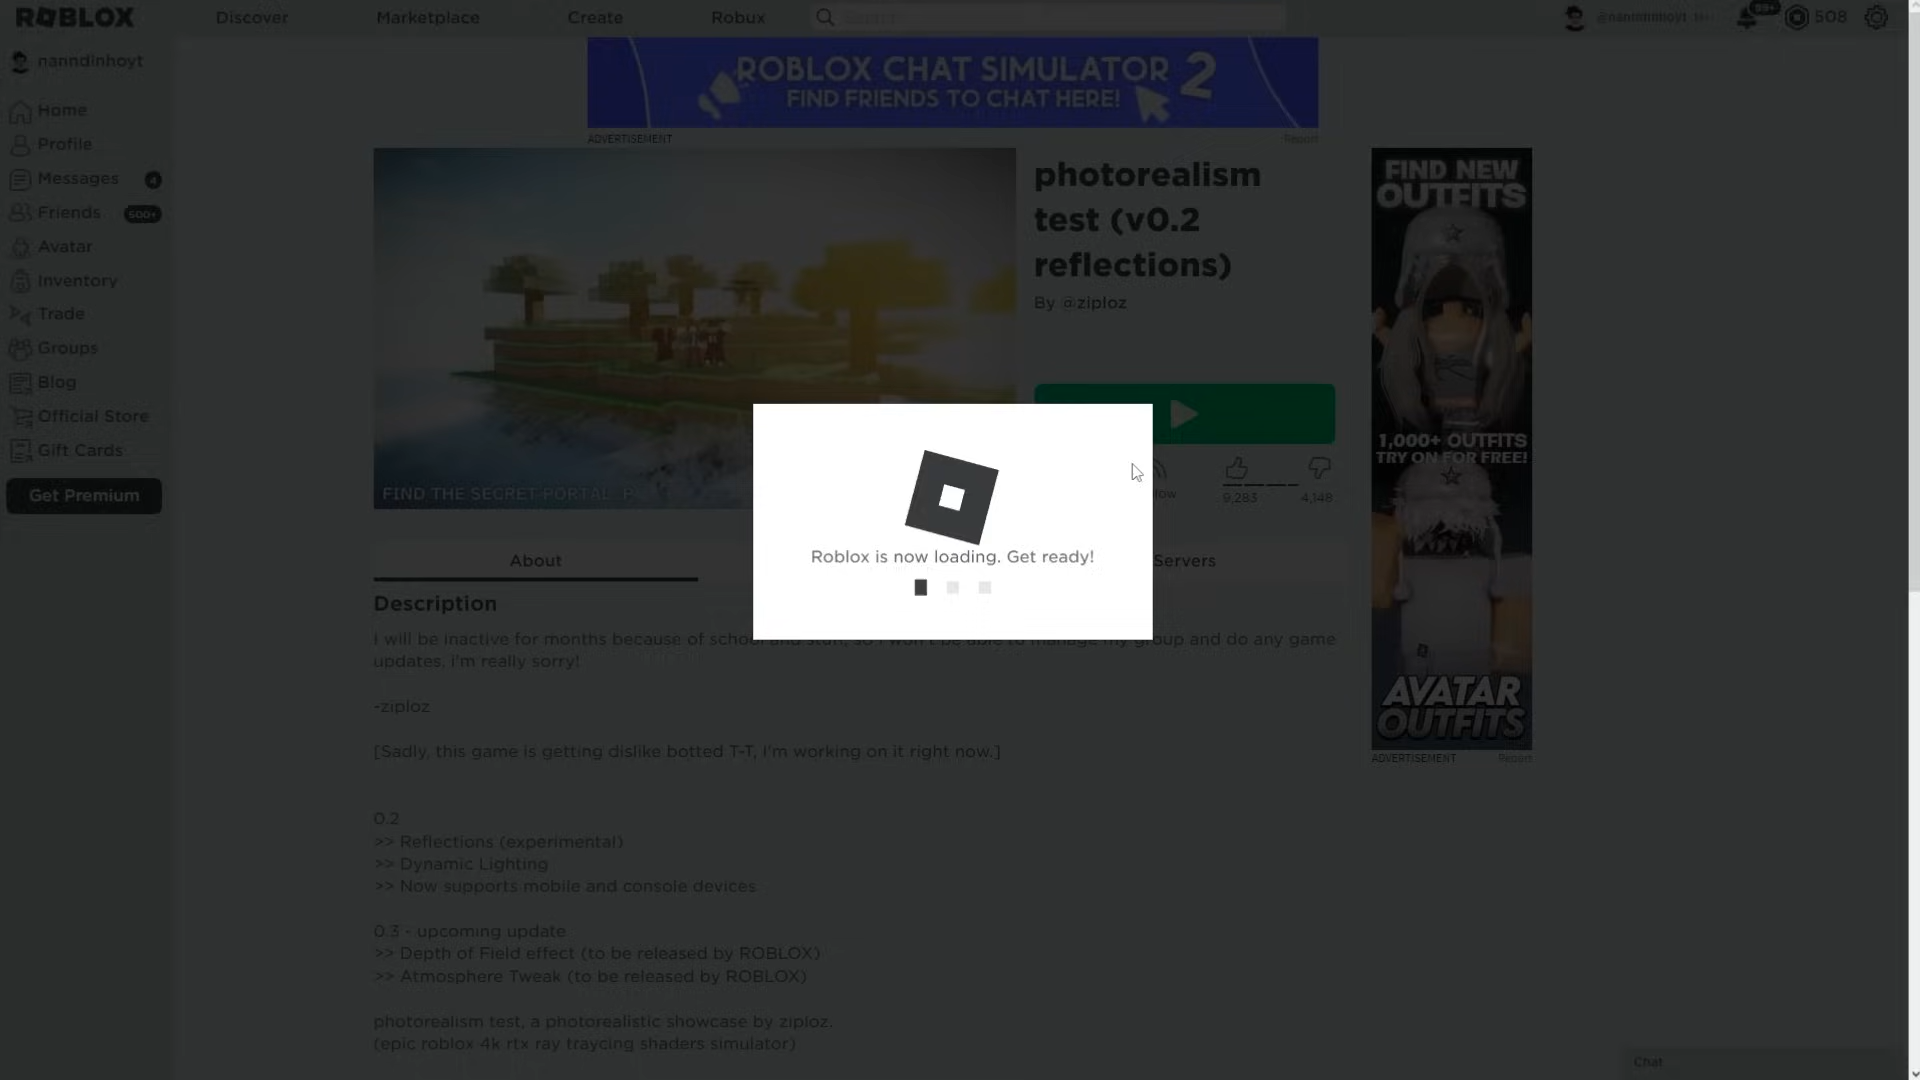 ROBLOX
Discover
Marketplace
Create
Robux
@nanndinhoyt
99+
508
nanndinhoyt
Home
Profile
Messages
4
Friends
500+
Avatar
Inventory
Trade
Groups
Blog
Official Store
Gift Cards
Get Premium
ROBLOX CHAT SIMULATOR 2
FIND FRIENDS TO CHAT HERE!
ADVERTISEMENT
Report
FIND THE SECRET PORTAL
photorealism
test (v0.2
reflections)
By @ziploz
9,283
4,148
Roblox is now loading. Get ready!
About
Servers
Description
i will be inactive for months because of school and stuff, so i won't be able to manage my group and do any game
updates, i'm really sorry!
-ziploz
[Sadly, this game is getting dislike botted T-T, I'm working on it right now.]
0.2
>> Reflections (experimental)
>> Dynamic Lighting
>> Now supports mobile and console devices
0.3 - upcoming update
>> Depth of Field effect (to be released by ROBLOX)
>> Atmosphere Tweak (to be released by ROBLOX)
photorealism test, a photorealistic showcase by ziploz.
(epic roblox 4k rtx ray traycing shaders simulator)
FIND NEW
OUTFITS
1,000+ OUTFITS
TRY ON FOR FREE!
AVATAR
OUTFITS
ADVERTISEMENT
Report
Chat